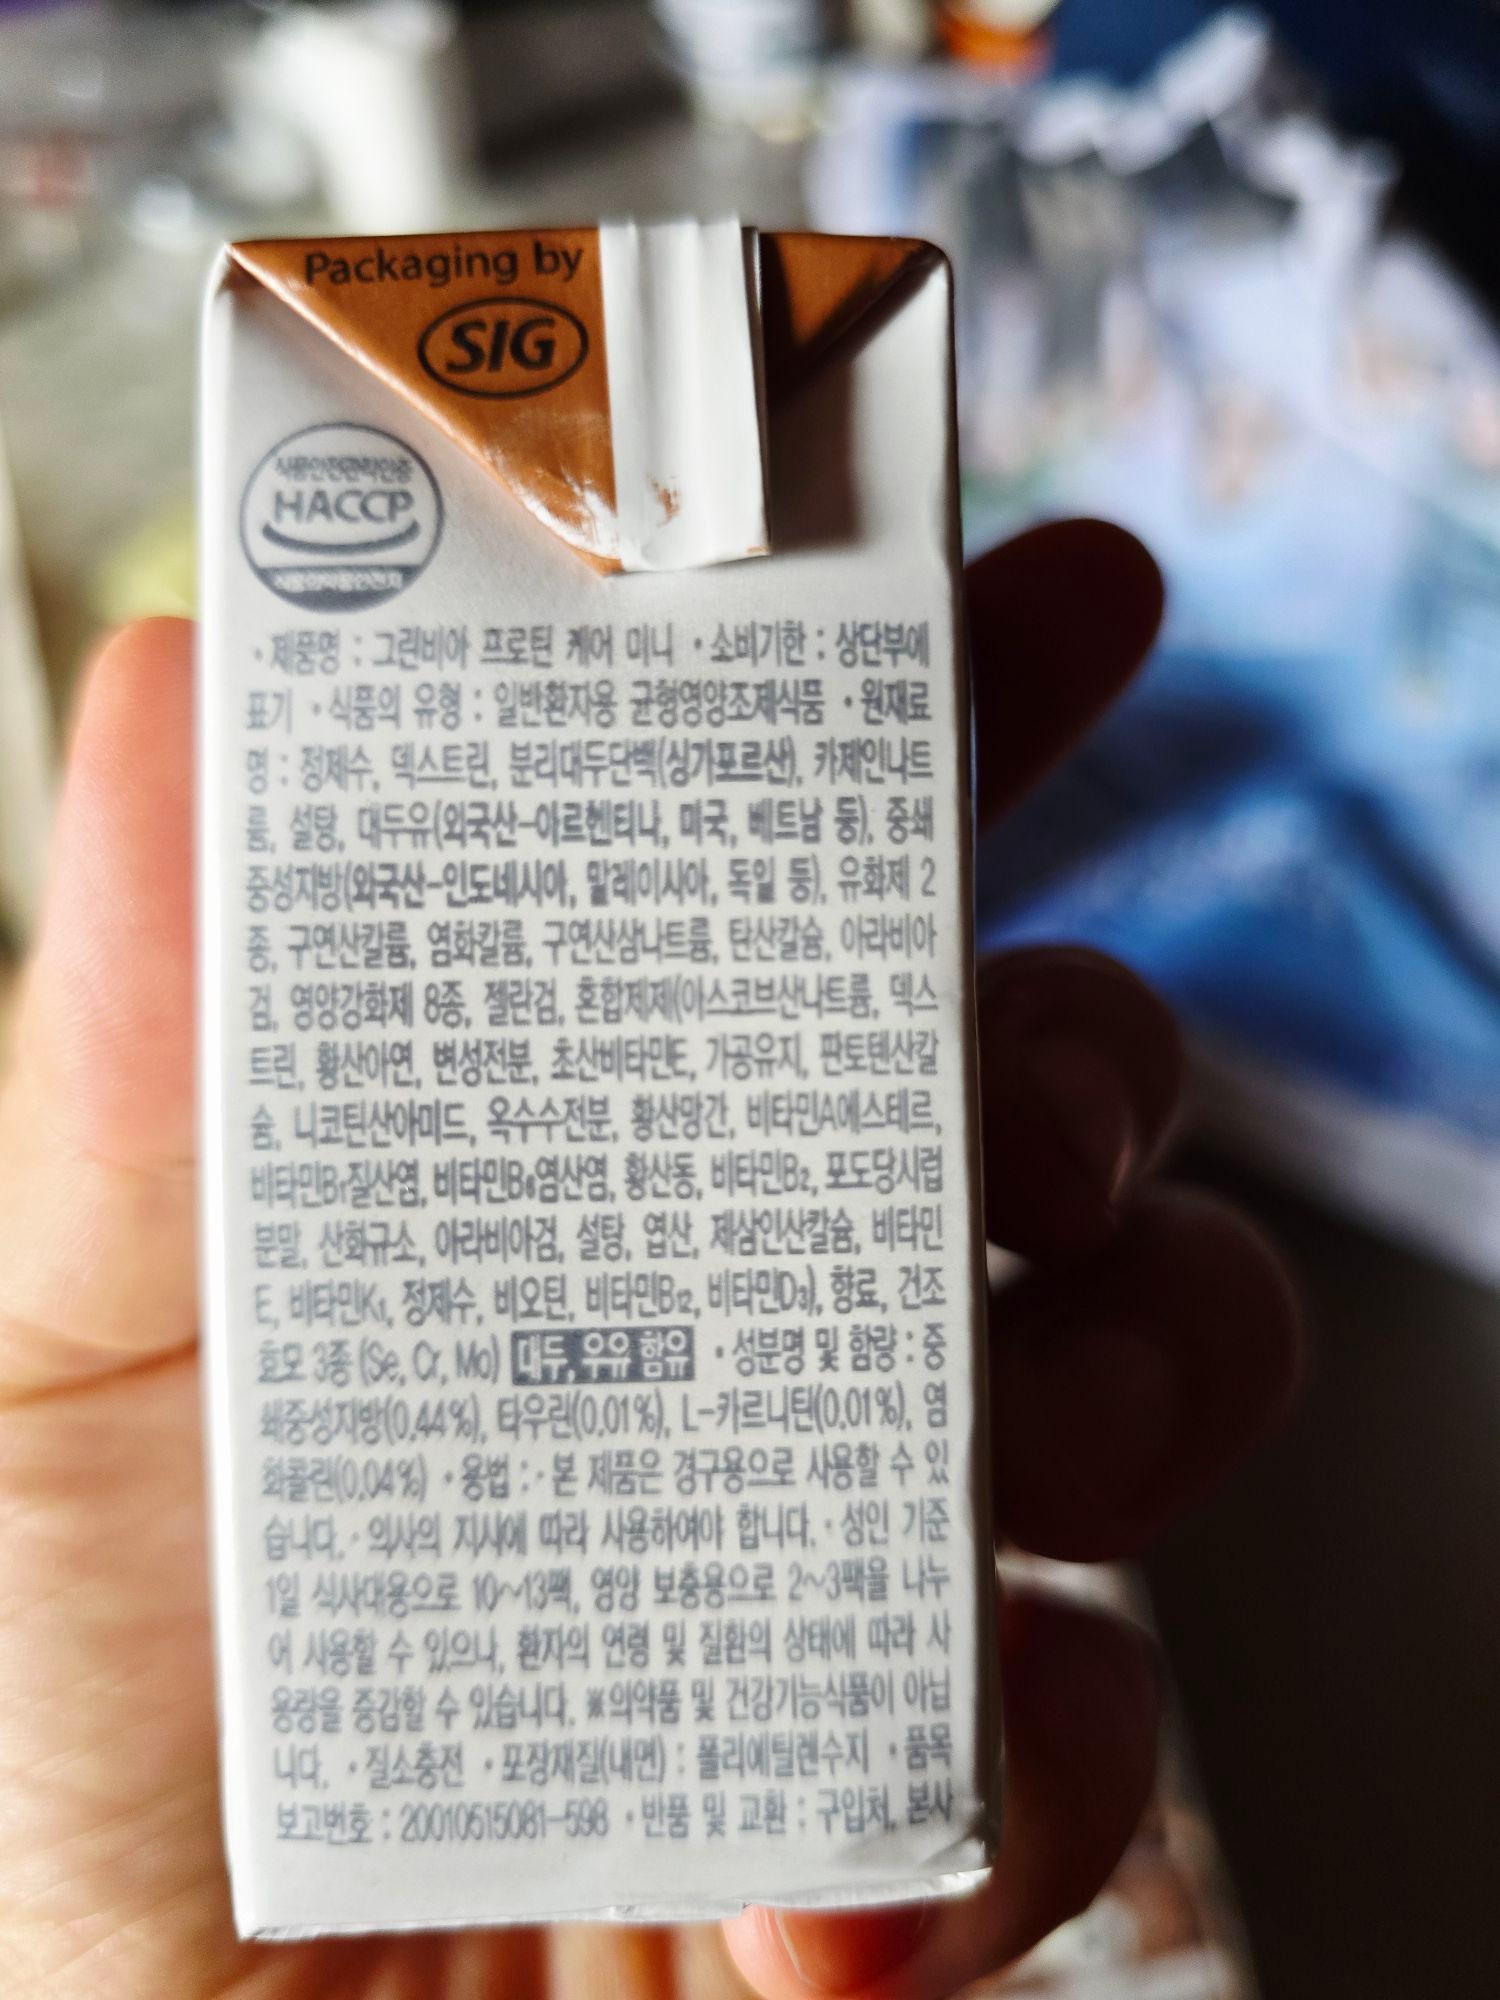 Packaging by
SIG
식품안전관리인증
HACCP
식품의약품안전처
·제품명 : 그린비아 프로틴 케어 미니 ·소비기한 : 상단부에
표기 ·식품의 유형 : 일반환자용 균형영양조제식품 ·원재료
명 : 정제수, 덱스트린, 분리대두단백(싱가포르산), 카제인나트
륨, 설탕, 대두유(외국산-아르헨티나, 미국, 베트남 등), 중쇄
중성지방(외국산-인도네시아, 말레이시아, 독일 등), 유화제 2
종, 구연산칼륨, 염화칼륨, 구연산삼나트륨, 탄산칼슘, 아라비아
검, 영양강화제 8종, 젤란검, 혼합제제(아스코브산나트륨, 덱스
트린, 황산아연, 변성전분, 초산비타민E, 가공유지, 판토텐산칼
슘, 니코틴산아미드, 옥수수전분, 황산망간, 비타민A에스테르,
비타민B₁질산염, 비타민B₆염산염, 황산동, 비타민B₂, 포도당시럽
분말, 산화규소, 아라비아검, 설탕, 엽산, 제삼인산칼슘, 비타민
E, 비타민K₁, 정제수, 비오틴, 비타민B₁₂, 비타민D₃), 향료, 건조
효모 3종 (Se, Cr, Mo) 대두, 우유 함유 ·성분명 및 함량 : 중
쇄중성지방(0.44%), 타우린(0.01%), L-카르니틴(0.01%), 염
화콜린(0.04%) ·용법 : · 본 제품은 경구용으로 사용할 수 있
습니다. · 의사의 지시에 따라 사용하여야 합니다. · 성인 기준
1일 식사대용으로 10~13팩, 영양 보충용으로 2~3팩을 나누
어 사용할 수 있으나, 환자의 연령 및 질환의 상태에 따라 사
용량을 증감할 수 있습니다. ※의약품 및 건강기능식품이 아닙
니다. ·질소충전 ·포장재질(내면) : 폴리에틸렌수지 ·품목
보고번호 : 20010515081-598 ·반품 및 교환 : 구입처, 본사